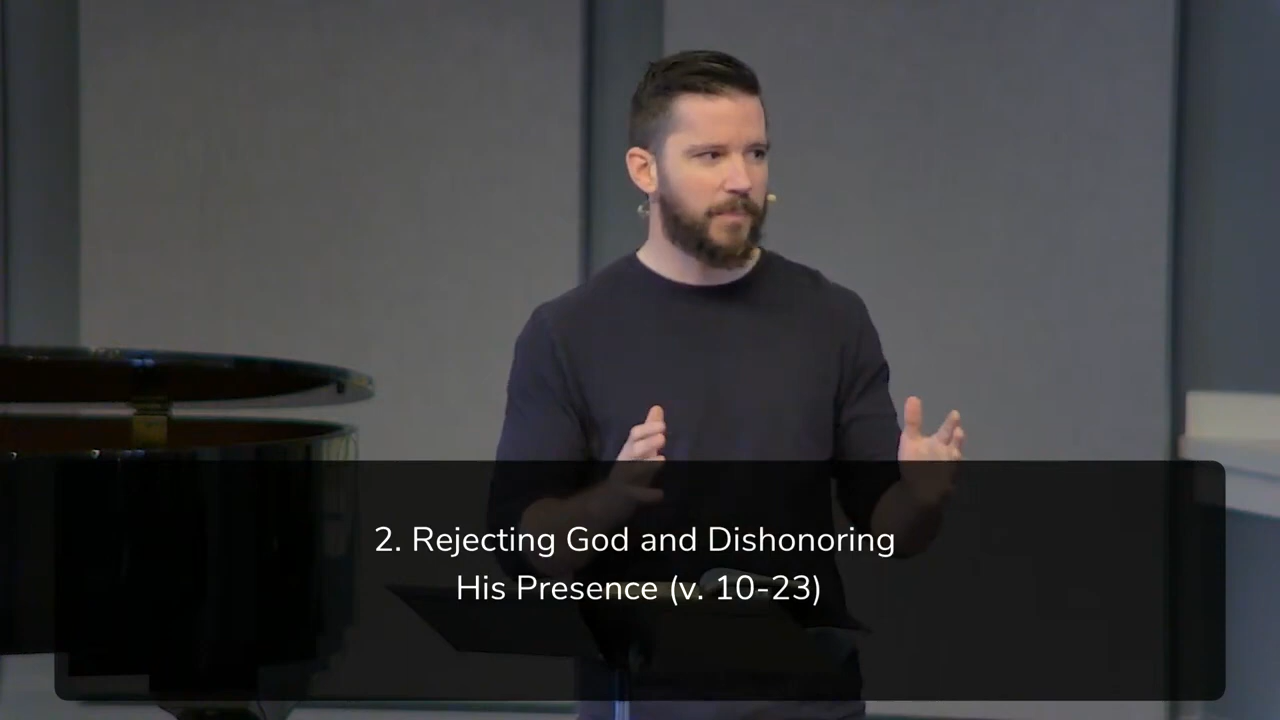 2. Rejecting God and Dishonoring
His Presence (v. 10-23)